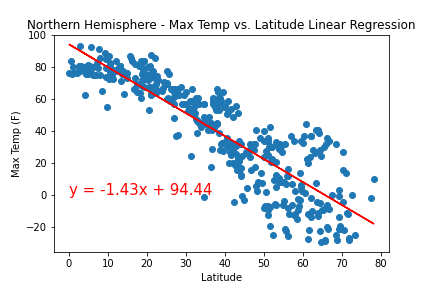 Northern Hemisphere - Max Temp vs. Latitude Linear Regression
100
80
60
40
20
0
−20
Max Temp (F)
y = -1.43x + 94.44
0 10 20 30 40 50 60 70 80
Latitude